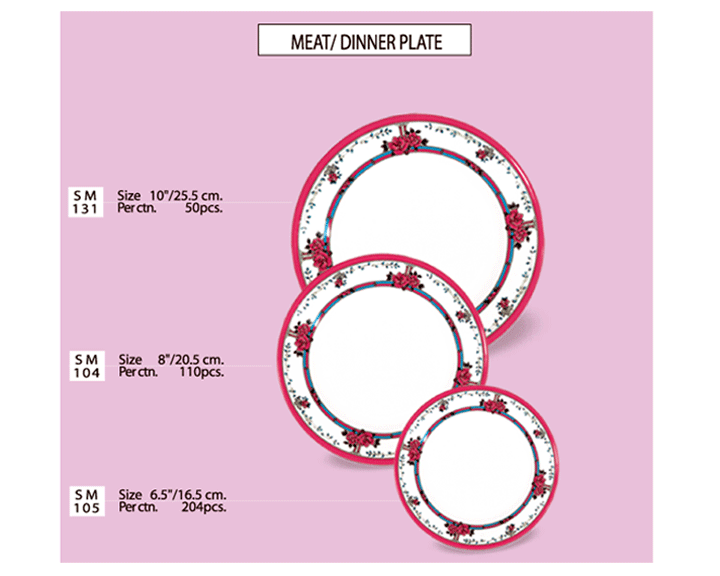 MEAT/ DINNER PLATE
SM
131
Size 10"/25.5 cm.
Per ctn. 50pcs.
SM
104
Size 8"/20.5 cm.
Per ctn. 110pcs.
SM
105
Size 6.5"/16.5 cm.
Per ctn. 204pcs.